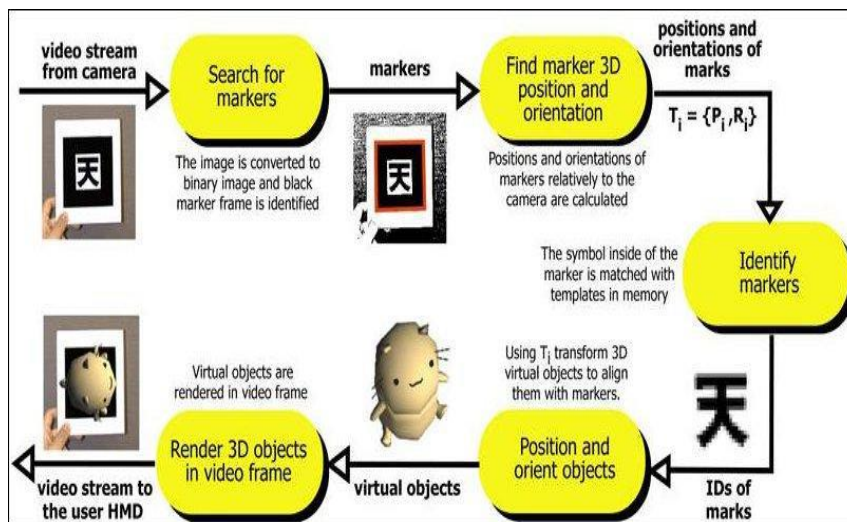 video stream
from camera
天
Search for
markers
The image is converted to
binary image and black
marker frame is identified
markers
天
Find marker 3D
position and
orientation
Positions and orientations of
markers relatively to the
camera are calculated
positions and
orientations of
marks
Ti = {Pi ,Ri}
The symbol inside of the
marker is matched with
templates in memory
Identify
markers
天
IDs of
marks
Using Ti transform 3D
virtual objects to align
them with markers.
Position and
orient objects
virtual objects
Virtual objects are
rendered in video frame
Render 3D objects
in video frame
video stream to
the user HMD